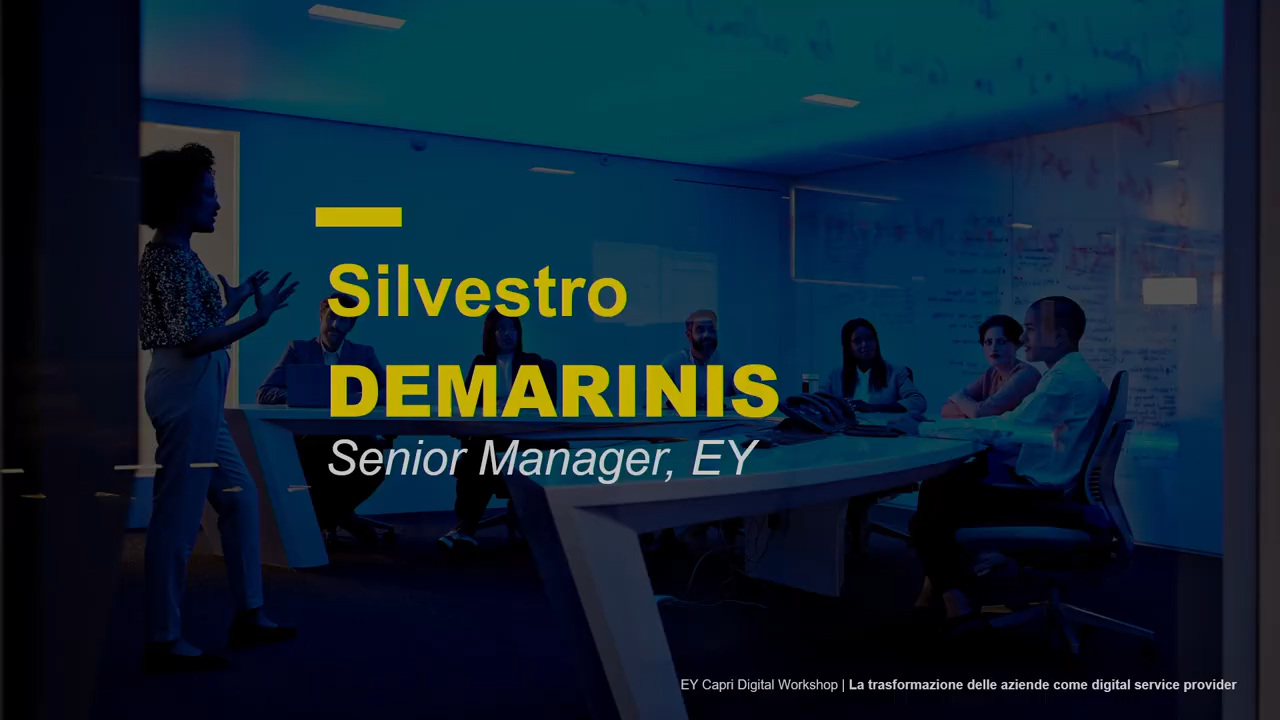 Silvestro
DEMARINIS
Senior Manager, EY
EY Capri Digital Workshop | La trasformazione delle aziende come digital service provider